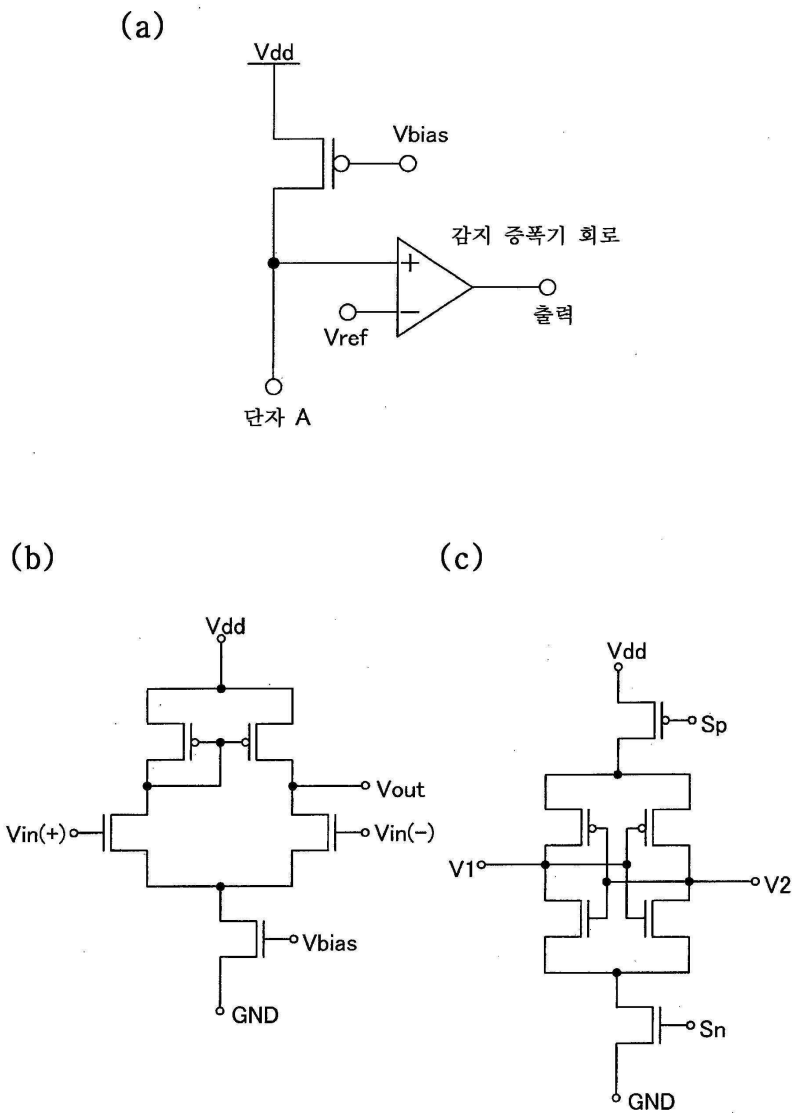 (a)
Vdd
Vbias
감지 증폭기 회로
+
−
Vref
출력
단자 A
(b)
(c)
Vdd
Vout
Vin(+)
Vin(-)
Vbias
GND
Vdd
Sp
V1
V2
Sn
GND